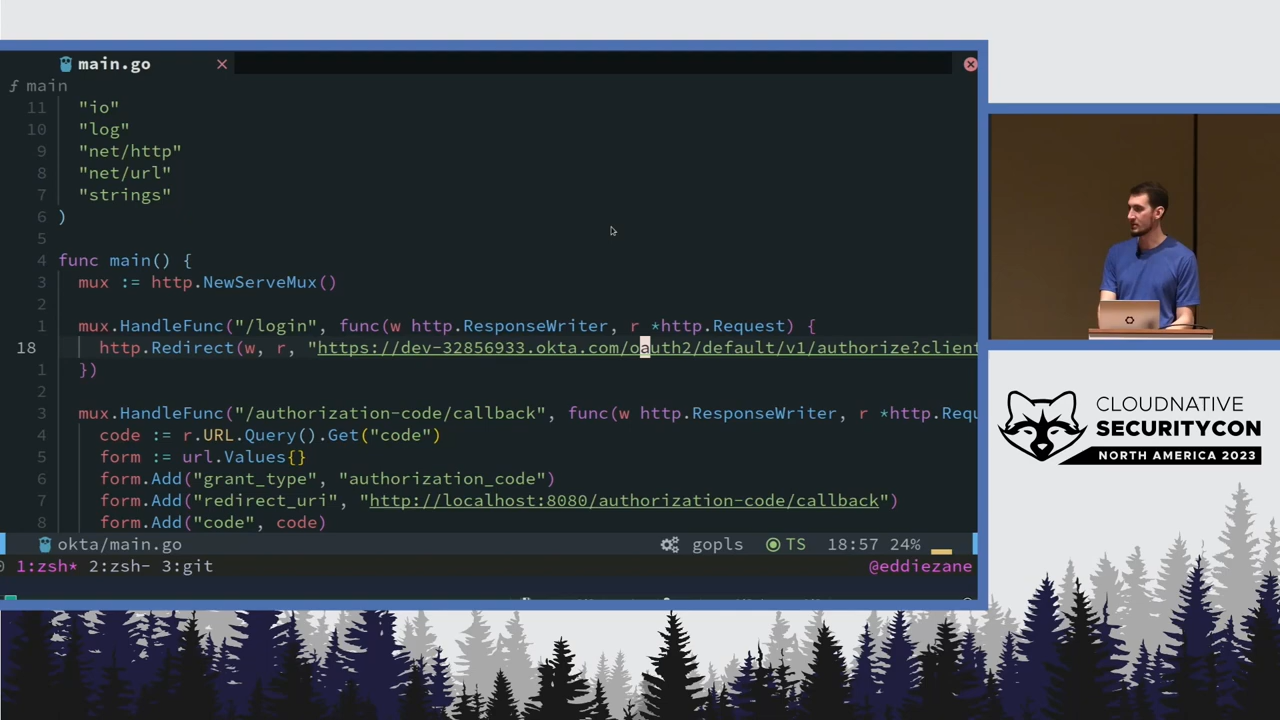 main.go
ƒ main
11 "io"
10 "log"
9 "net/http"
8 "net/url"
7 "strings"
6 )
5
4 func main() {
3 mux := http.NewServeMux()
2
1 mux.HandleFunc("/login", func(w http.ResponseWriter, r *http.Request) {
18 http.Redirect(w, r, "https://dev-32856933.okta.com/oauth2/default/v1/authorize?client
1 })
2
3 mux.HandleFunc("/authorization-code/callback", func(w http.ResponseWriter, r *http.Requ
4 code := r.URL.Query().Get("code")
5 form := url.Values{}
6 form.Add("grant_type", "authorization_code")
7 form.Add("redirect_uri", "http://localhost:8080/authorization-code/callback")
8 form.Add("code", code)
okta/main.go gopls TS 18:57 24%
1:zsh* 2:zsh- 3:git @eddiezane
CLOUDNATIVE
SECURITYCON
NORTH AMERICA 2023